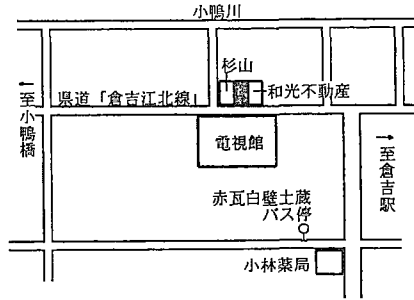 小鴨川
杉山
和光不動産
県道「倉吉江北線」
←至小鴨橋
電視館
→至倉吉駅
赤瓦白壁土蔵
バス停
小林薬局